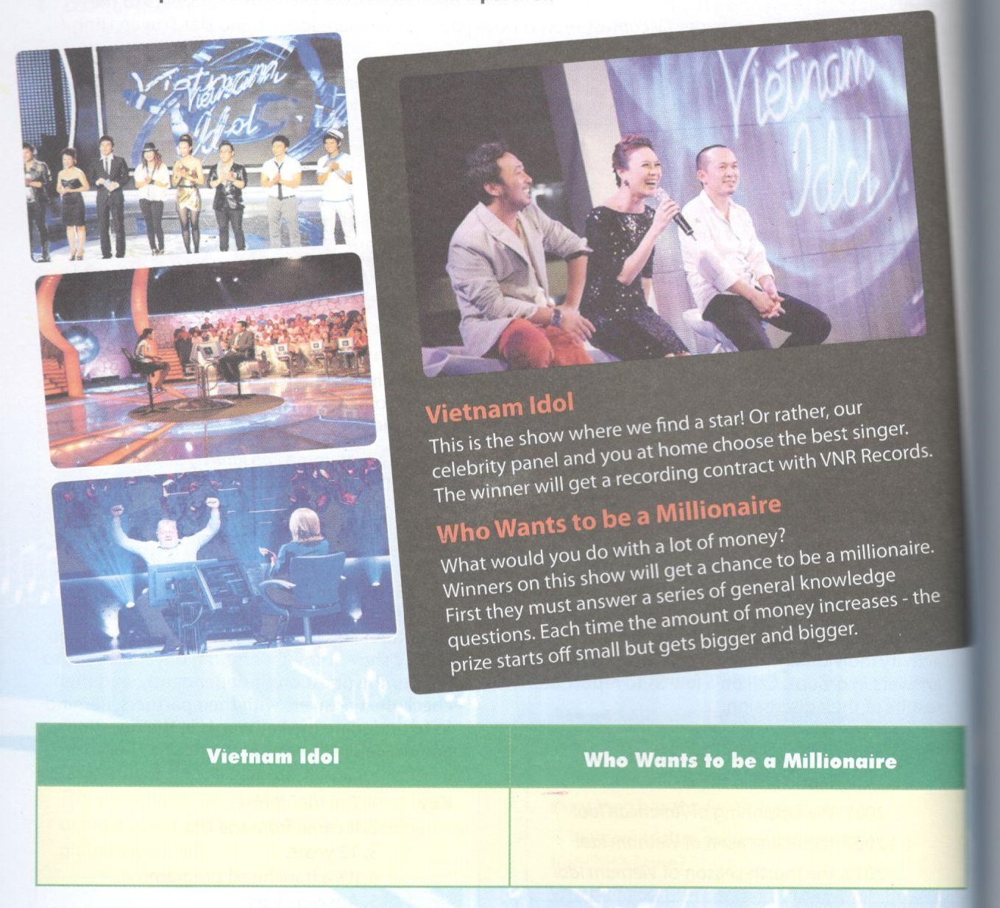 Vietnam
Vietnam
Idol
Vietnam
Idol
Vietnam Idol
This is the show where we find a star! Or rather, our
celebrity panel and you at home choose the best singer.
The winner will get a recording contract with VNR Records.
Who Wants to be a Millionaire
What would you do with a lot of money?
Winners on this show will get a chance to be a millionaire.
First they must answer a series of general knowledge
questions. Each time the amount of money increases - the
prize starts off small but gets bigger and bigger.
Vietnam Idol
Who Wants to be a Millionaire